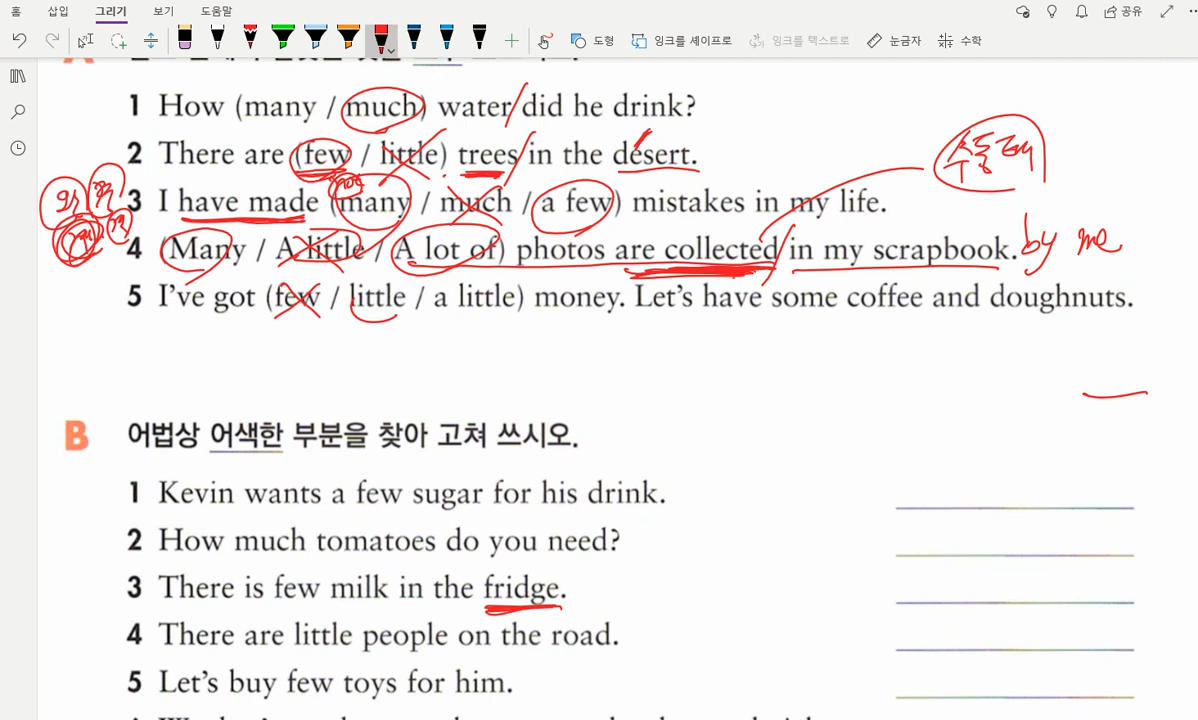 홈 삽입 그리기 보기 도움말 공유
도형 잉크를 셰이프로 잉크를 텍스트로 눈금자 수학
1 How (many / much) water did he drink?
2 There are (few / little) trees in the desert.
수동태
3 I have made (many / much / a few) mistakes in my life.
4 (Many / A little / A lot of) photos are collected in my scrapbook. by me
5 I've got (few / little / a little) money. Let's have some coffee and doughnuts.
B 어법상 어색한 부분을 찾아 고쳐 쓰시오.
1 Kevin wants a few sugar for his drink.
2 How much tomatoes do you need?
3 There is few milk in the fridge.
4 There are little people on the road.
5 Let's buy few toys for him.